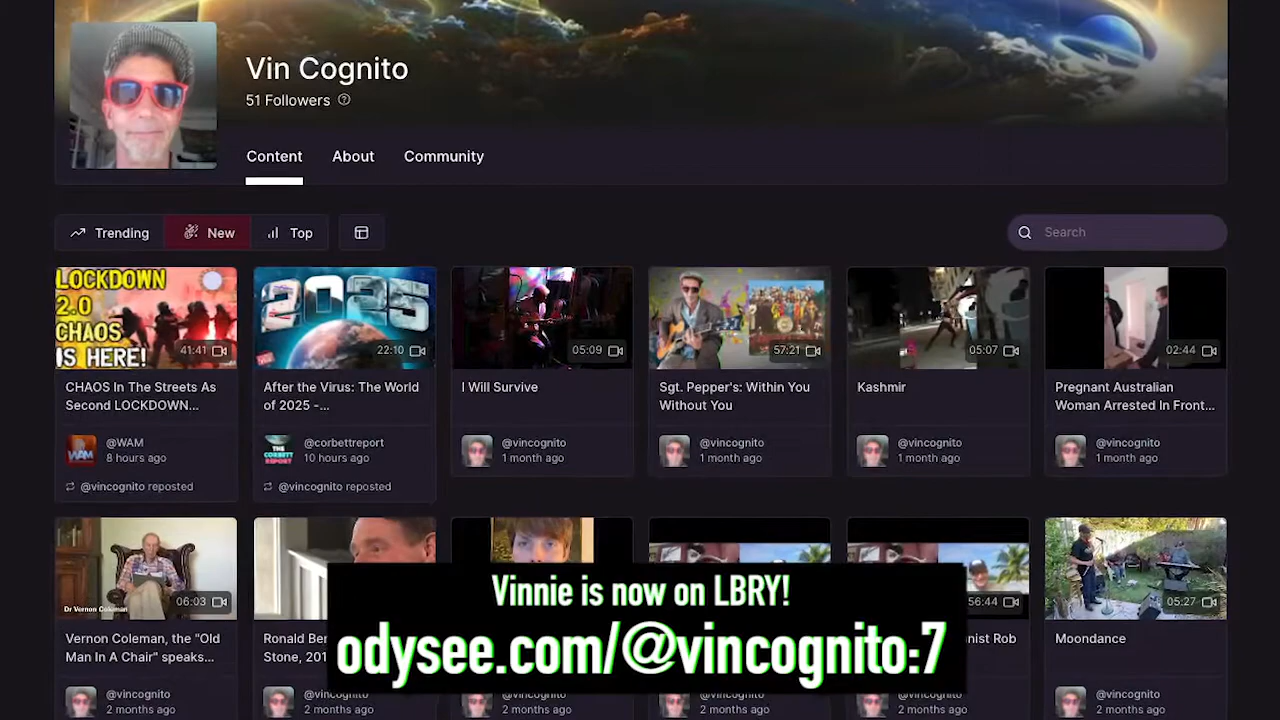 Vin Cognito
51 Followers
Content About Community
Trending New Top
Search
LOCKDOWN
2.0
CHAOS
IS HERE!
41:41
2025
22:10
05:09
57:21
05:07
02:44
CHAOS In The Streets As
Second LOCKDOWN...
After the Virus: The World
of 2025 -...
I Will Survive
Sgt. Pepper's: Within You
Without You
Kashmir
Pregnant Australian
Woman Arrested In Front...
WAM
@WAM
8 hours ago
THE
CORBETT
REPORT
@corbettreport
10 hours ago
@vincognito
1 month ago
@vincognito
1 month ago
@vincognito
1 month ago
@vincognito
1 month ago
@vincognito reposted
@vincognito reposted
Dr Vernon Coleman
06:03
56:44
05:27
Vernon Coleman, the "Old
Man In A Chair" speaks...
Ronald Ber
Stone, 201
nist Rob
Moondance
@vincognito
2 months ago
@vincognito
2 months ago
@vincognito
2 months ago
@vincognito
2 months ago
@vincognito
2 months ago
@vincognito
2 months ago
Vinnie is now on LBRY!
odysee.com/@vincognito:7